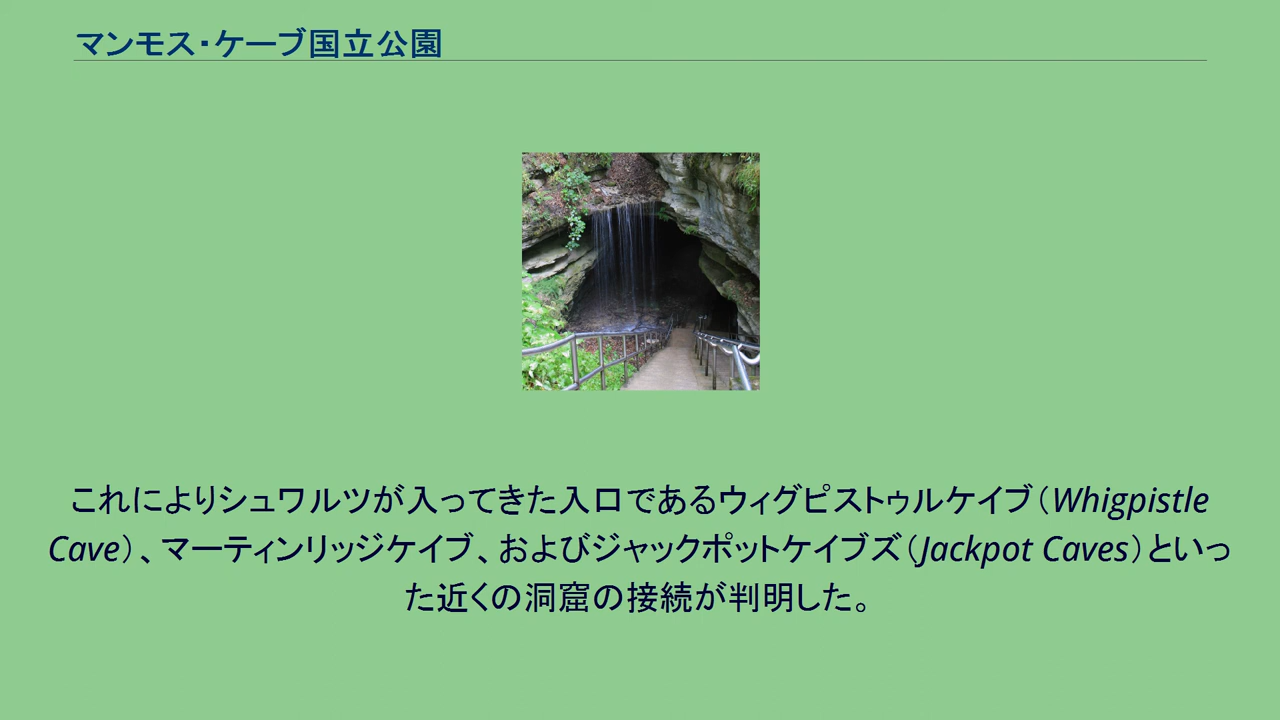 マンモス・ケーブ国立公園
これによりシュワルツが入ってきた入口であるウィグピストゥルケイブ（Whigpistle
Cave）、マーティンリッジケイブ、およびジャックポットケイブズ（Jackpot Caves）といっ
た近くの洞窟の接続が判明した。